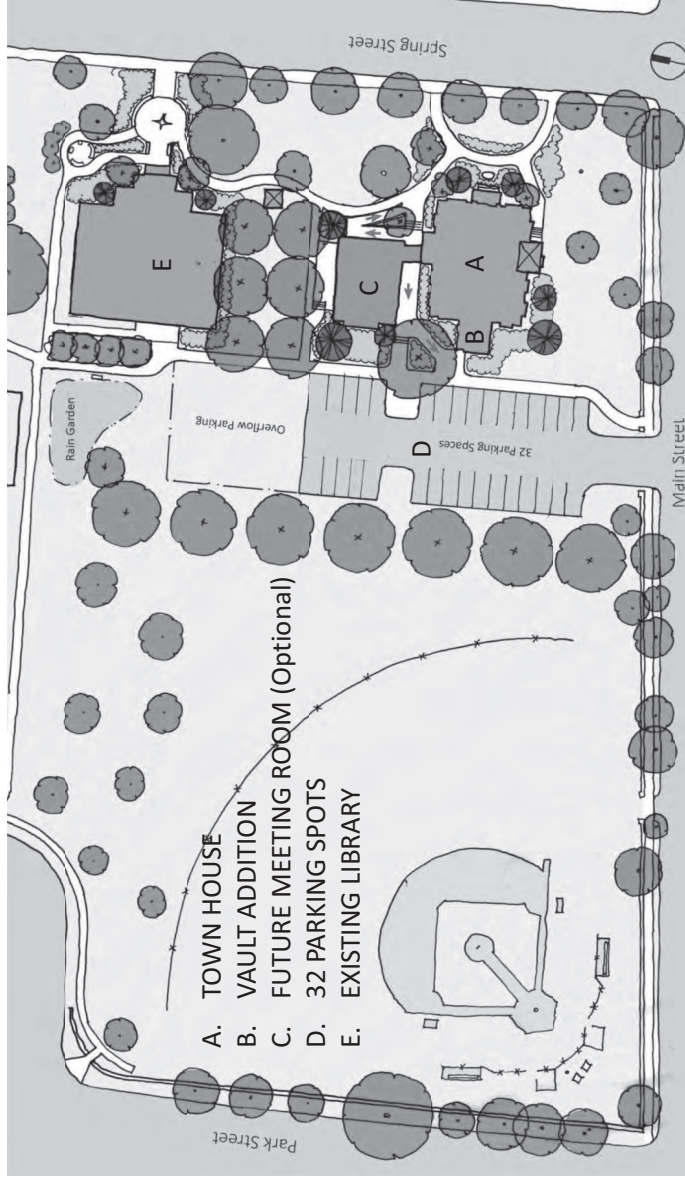 Spring Street
E
C
A
B
D
Rain Garden
Overflow Parking
32 Parking Spaces
Main Street
A. TOWN HOUSE
B. VAULT ADDITION
C. FUTURE MEETING ROOM (Optional)
D. 32 PARKING SPOTS
E. EXISTING LIBRARY
Park Street